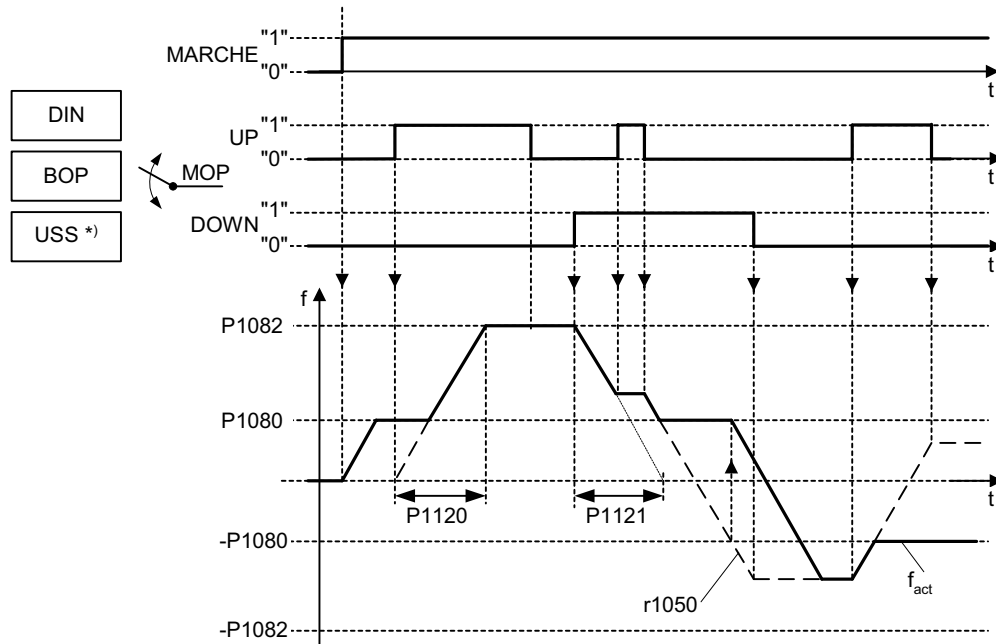 MARCHE
"1"
"0"
t
DIN
BOP
USS *)
MOP
UP
"1"
"0"
t
DOWN
"1"
"0"
t
f
P1082
P1080
t
P1120
P1121
-P1080
r1050
fact
-P1082